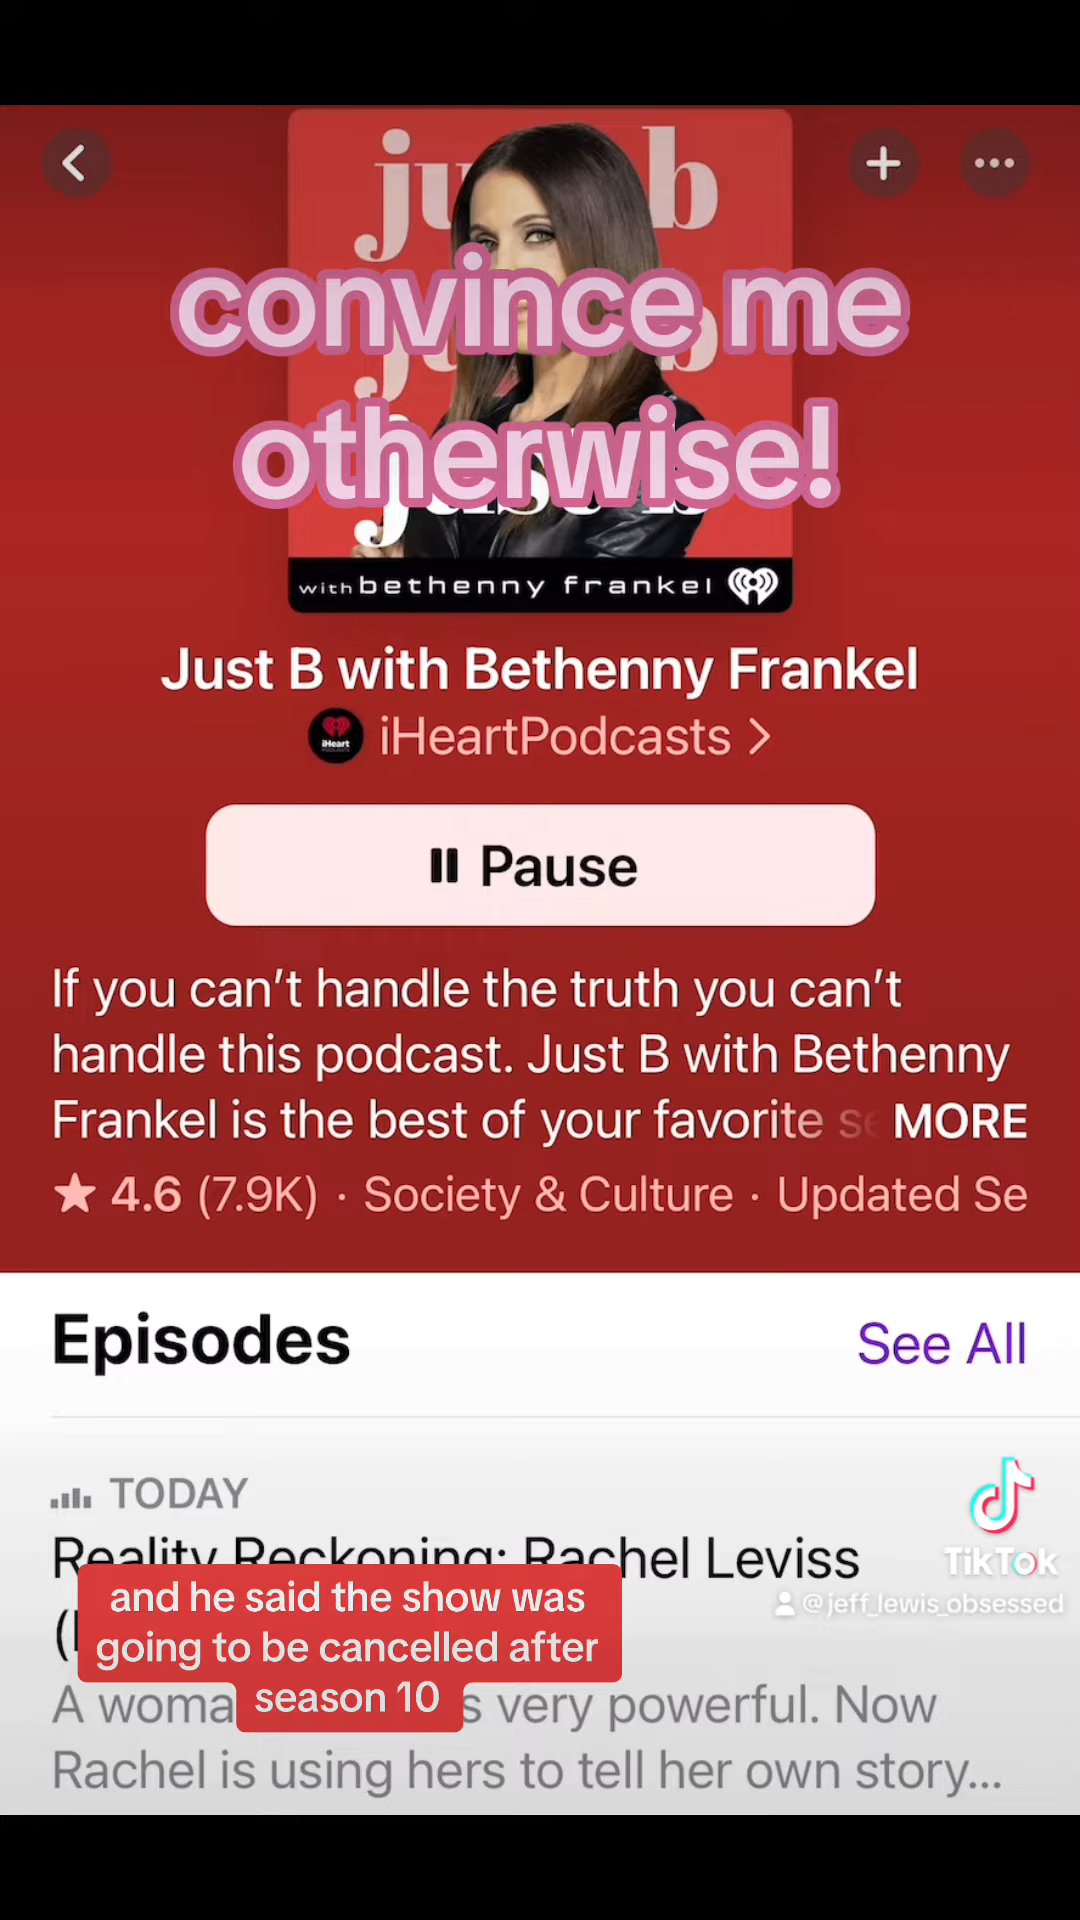 just b
convince me
otherwise!
with bethenny frankel
Just B with Bethenny Frankel
iHeart
iHeartPodcasts
Pause
If you can't handle the truth you can't
handle this podcast. Just B with Bethenny
Frankel is the best of your favorite MORE
4.6 (7.9K) · Society & Culture · Updated Se
Episodes
See All
TODAY
TikTok
Reality Reckoning: Rachel Leviss
@jeff_lewis_obsessed
and he said the show was
going to be cancelled after
season 10
A very powerful. Now
Rachel is using hers to tell her own story...